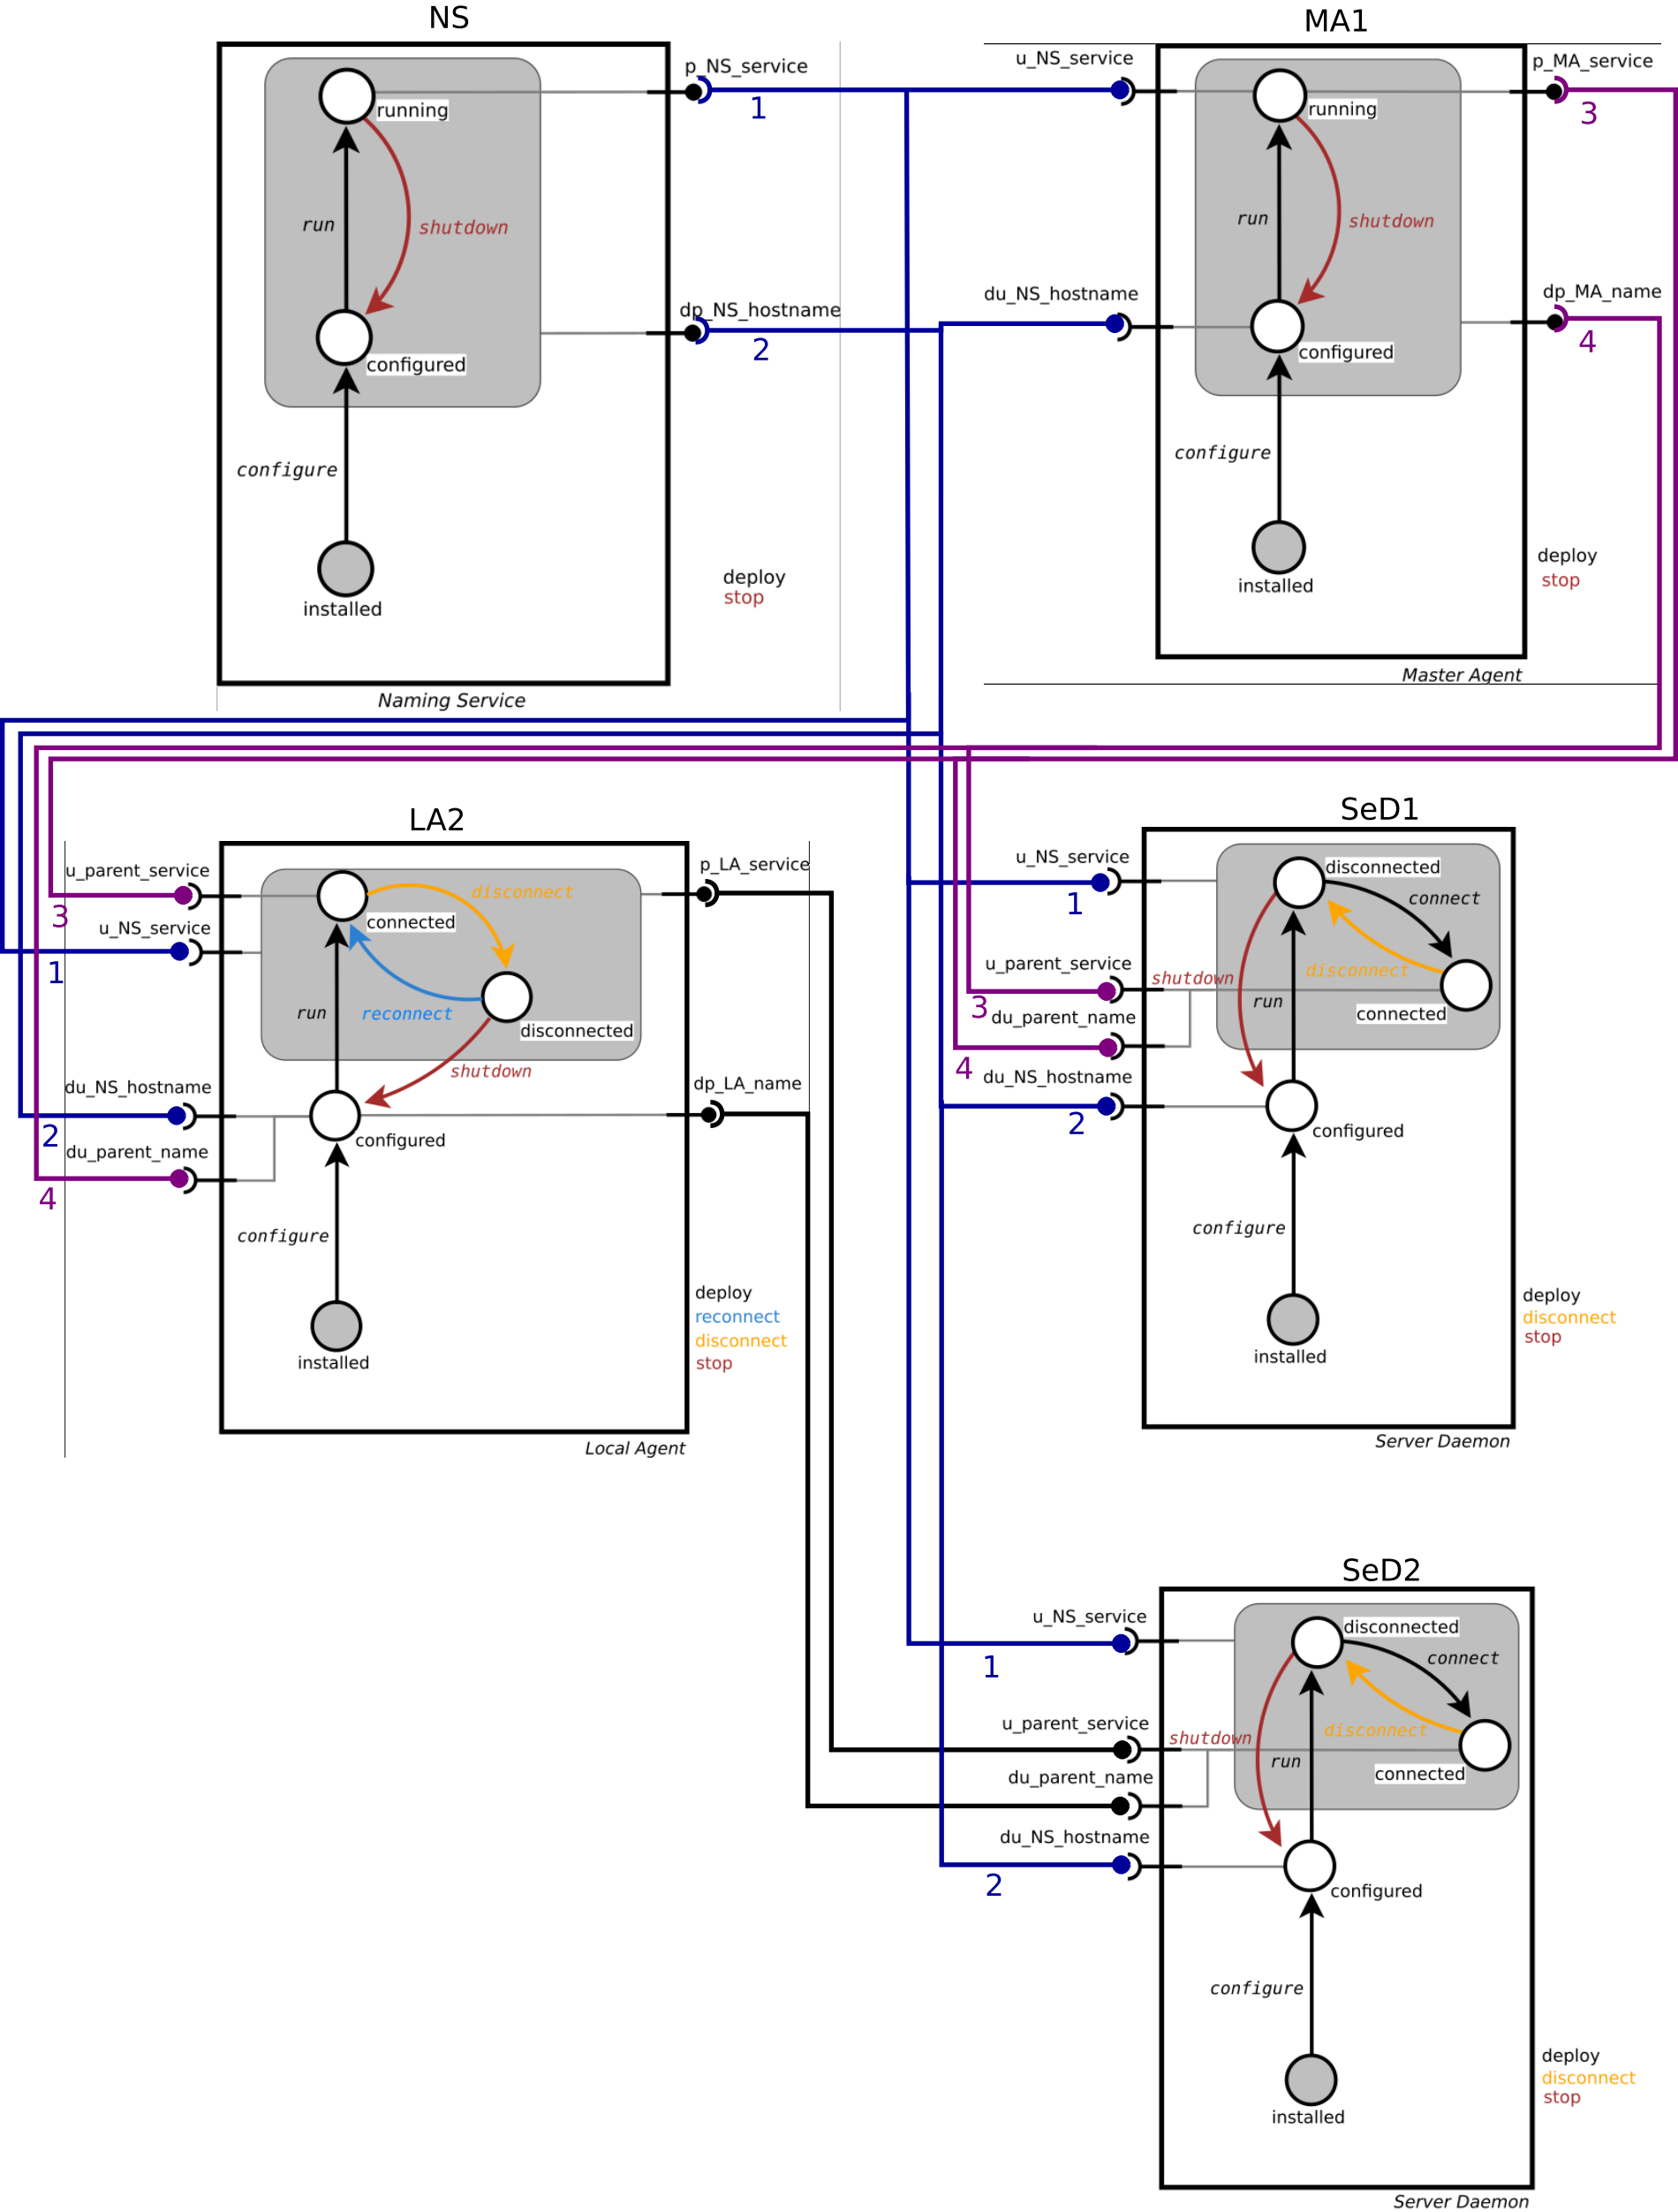 NS
p_NS_service
1
running
run
shutdown
dp_NS_hostname
2
configured
configure
installed
deploy
stop
Naming Service
MA1
u_NS_service
p_MA_service
3
running
run
shutdown
du_NS_hostname
dp_MA_name
4
configured
configure
installed
deploy
stop
Master Agent
LA2
u_parent_service
3
p_LA_service
disconnect
connected
u_NS_service
1
run
reconnect
disconnected
shutdown
du_NS_hostname
2
dp_LA_name
configured
du_parent_name
4
configure
installed
deploy
reconnect
disconnect
stop
Local Agent
SeD1
u_NS_service
1
disconnected
connect
u_parent_service
3
shutdown
disconnect
run
connected
du_parent_name
4
du_NS_hostname
2
configured
configure
installed
deploy
disconnect
stop
Server Daemon
SeD2
u_NS_service
1
disconnected
connect
u_parent_service
shutdown
disconnect
run
connected
du_parent_name
du_NS_hostname
2
configured
configure
installed
deploy
disconnect
stop
Server Daemon